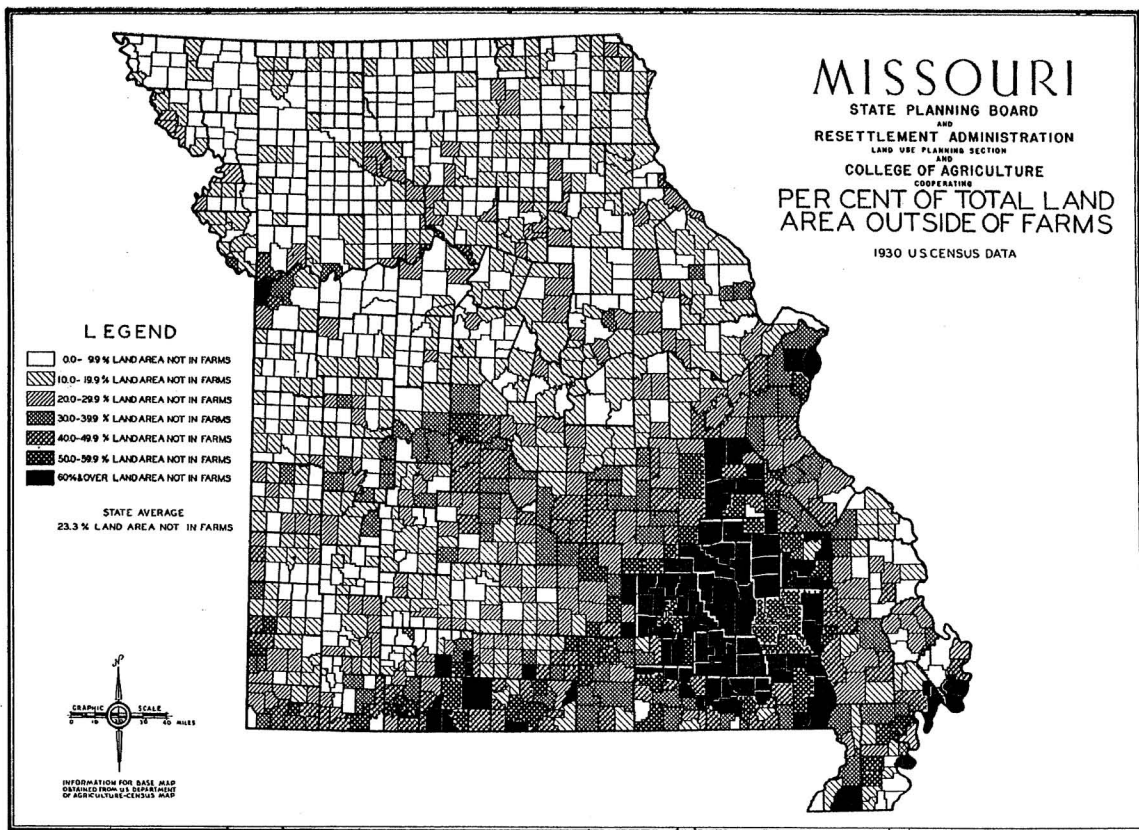 MISSOURI
STATE PLANNING BOARD
AND
RESETTLEMENT ADMINISTRATION
LAND USE PLANNING SECTION
AND
COLLEGE OF AGRICULTURE
COOPERATING
PER CENT OF TOTAL LAND
AREA OUTSIDE OF FARMS
1930 US CENSUS DATA
LEGEND
0.0- 9.9 % LAND AREA NOT IN FARMS
10.0-19.9 % LAND AREA NOT IN FARMS
20.0-29.9 % LAND AREA NOT IN FARMS
30.0-39.9 % LAND AREA NOT IN FARMS
40.0-49.9 % LAND AREA NOT IN FARMS
50.0-59.9 % LAND AREA NOT IN FARMS
60%&OVER LAND AREA NOT IN FARMS
STATE AVERAGE
23.3 % LAND AREA NOT IN FARMS
N
GRAPHIC SCALE
0 10 20 40 MILES
INFORMATION FOR BASE MAP
OBTAINED FROM US DEPARTMENT
OF AGRICULTURE-CENSUS MAP